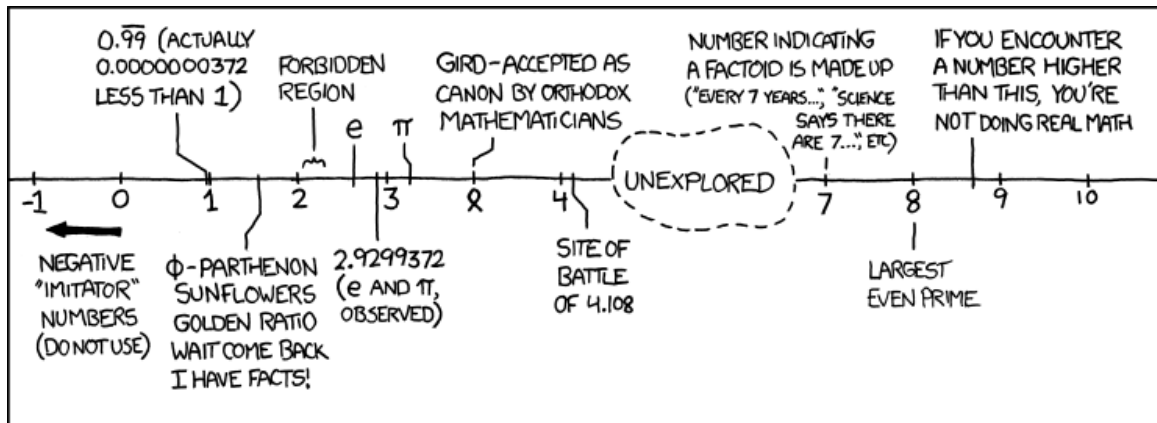 0.99 (ACTUALLY
0.0000000372
LESS THAN 1)
FORBIDDEN
REGION
e
π
GIRD-ACCEPTED AS
CANON BY ORTHODOX
MATHEMATICIANS
NUMBER INDICATING
A FACTOID IS MADE UP
("EVERY 7 YEARS...", "SCIENCE
SAYS THERE
ARE 7...", ETC)
IF YOU ENCOUNTER
A NUMBER HIGHER
THAN THIS, YOU'RE
NOT DOING REAL MATH
UNEXPLORED
-1 0 1 2 3 4 7 8 9 10
NEGATIVE
"IMITATOR"
NUMBERS
(DO NOT USE)
Φ-PARTHENON
SUNFLOWERS
GOLDEN RATIO
WAIT COME BACK
I HAVE FACTS!
2.9299372
(e AND π,
OBSERVED)
SITE OF
BATTLE
OF 4.108
LARGEST
EVEN PRIME